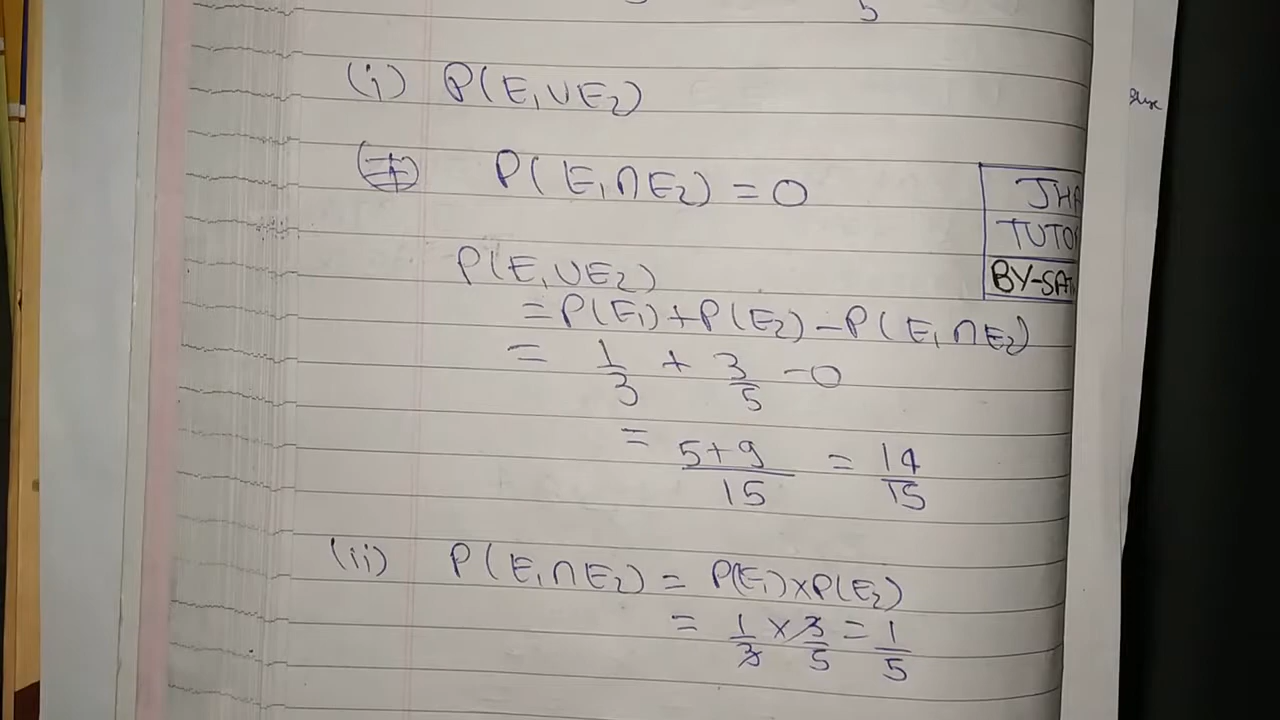 5
(i) P(E₁∪E₂)
P(E₁∩E₂) = 0
JHA
TUTO
BY-SA
P(E₁∪E₂)
= P(E₁) + P(E₂) - P(E₁∩E₂)
= 1/3 + 3/5 - 0
= 5+9/15 = 14/15
(ii) P(E₁∩E₂) = P(E₁)×P(E₂)
= 1/3 × 3/5 = 1/5